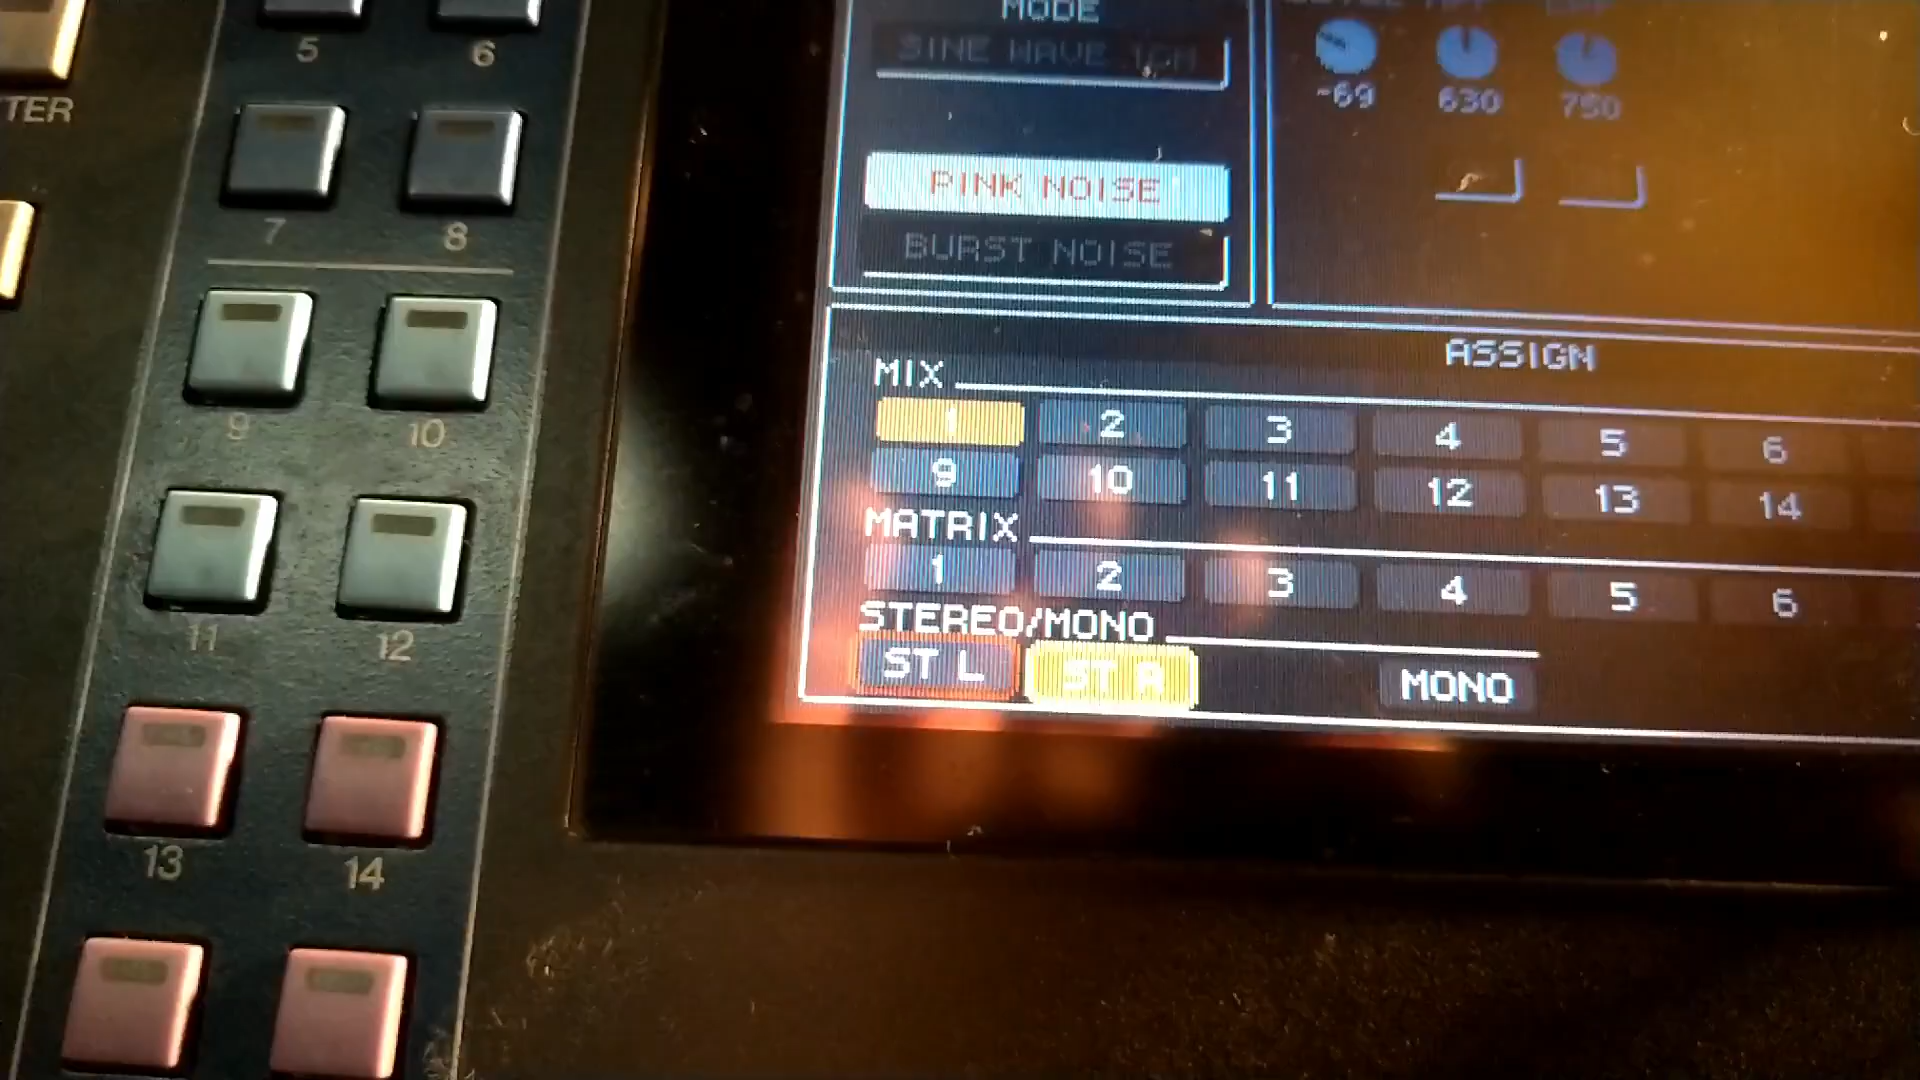 5 6
TER
7 8
9 10
11 12
13 14
MODE
SINE WAVE
PINK NOISE
BURST NOISE
-69 630 750
ASSIGN
MIX
1 2 3 4 5 6
9 10 11 12 13 14
MATRIX
1 2 3 4 5 6
STEREO/MONO
ST L ST R MONO